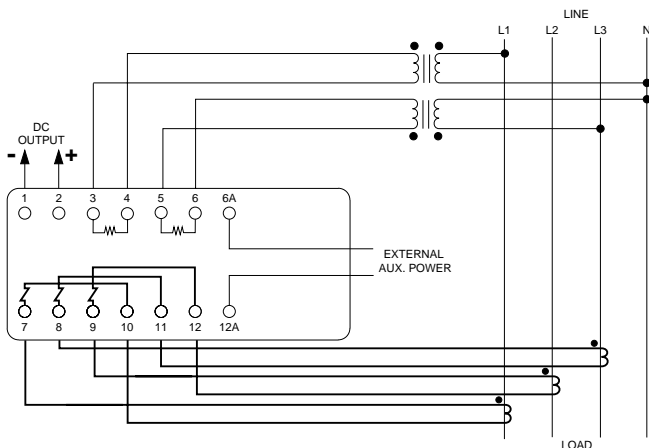 LINE
L1 L2 L3 N
DC
OUTPUT
- +
1 2 3 4 5 6 6A
EXTERNAL
AUX. POWER
7 8 9 10 11 12 12A
LOAD